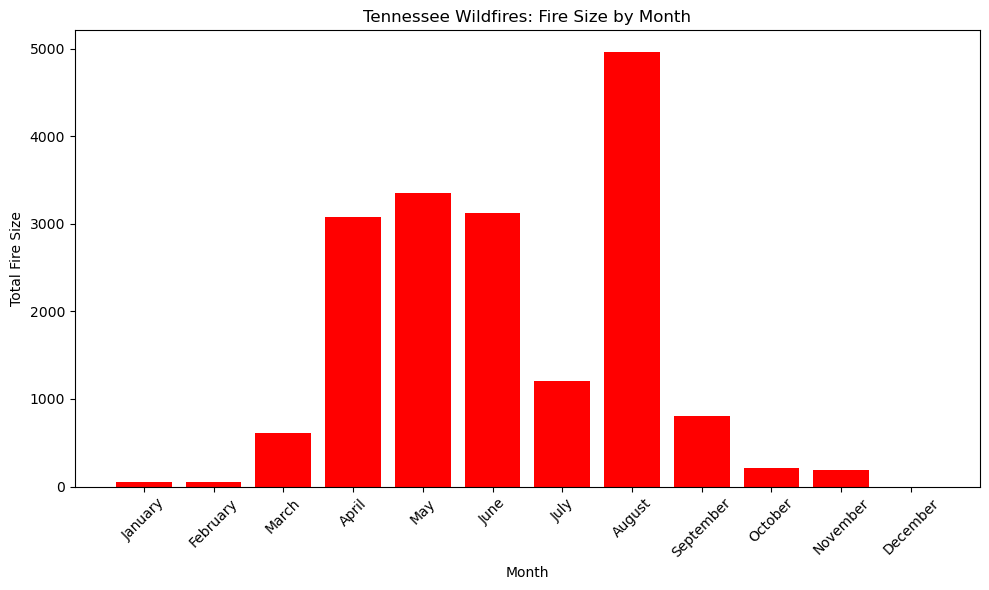 Tennessee Wildfires: Fire Size by Month
Total Fire Size
5000
4000
3000
2000
1000
0
January
February
March
April
May
June
July
August
September
October
November
December
Month